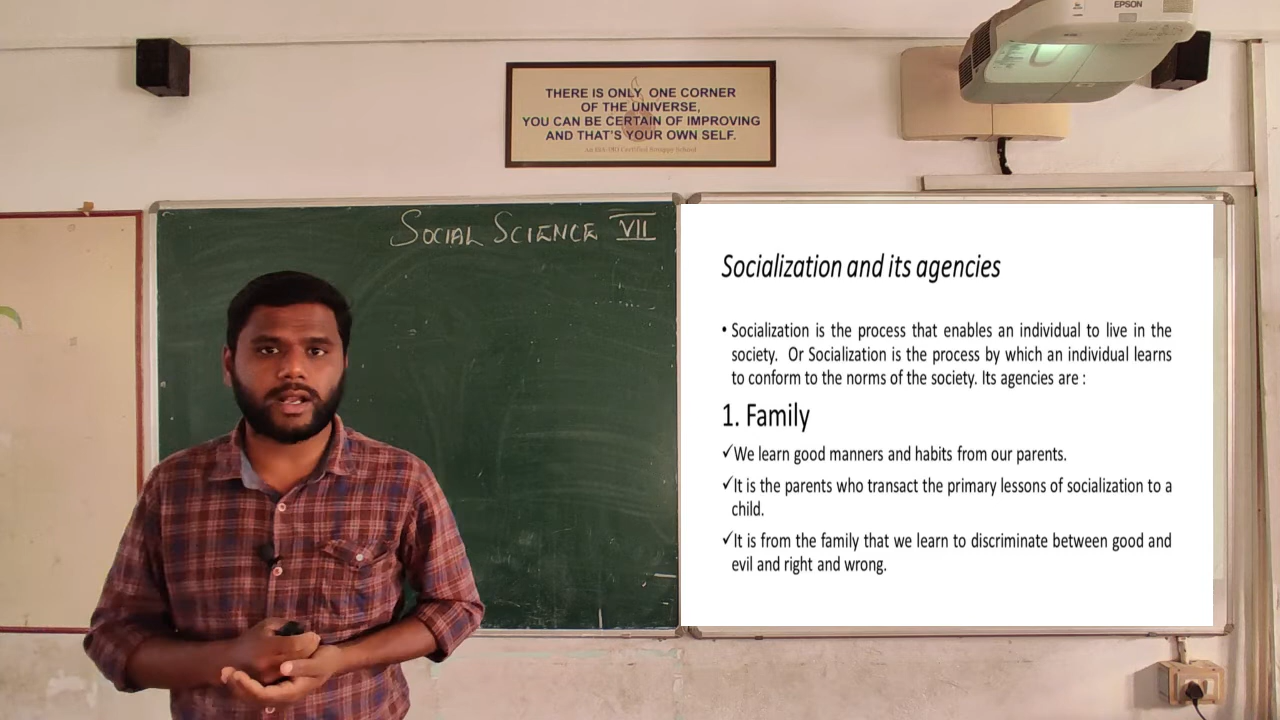 EPSON
THERE IS ONLY ONE CORNER
OF THE UNIVERSE,
YOU CAN BE CERTAIN OF IMPROVING
AND THAT'S YOUR OWN SELF.
SOCIAL SCIENCE VII
Socialization and its agencies
• Socialization is the process that enables an individual to live in the
society. Or Socialization is the process by which an individual learns
to conform to the norms of the society. Its agencies are :
1. Family
✓We learn good manners and habits from our parents.
✓It is the parents who transact the primary lessons of socialization to a
child.
✓It is from the family that we learn to discriminate between good and
evil and right and wrong.